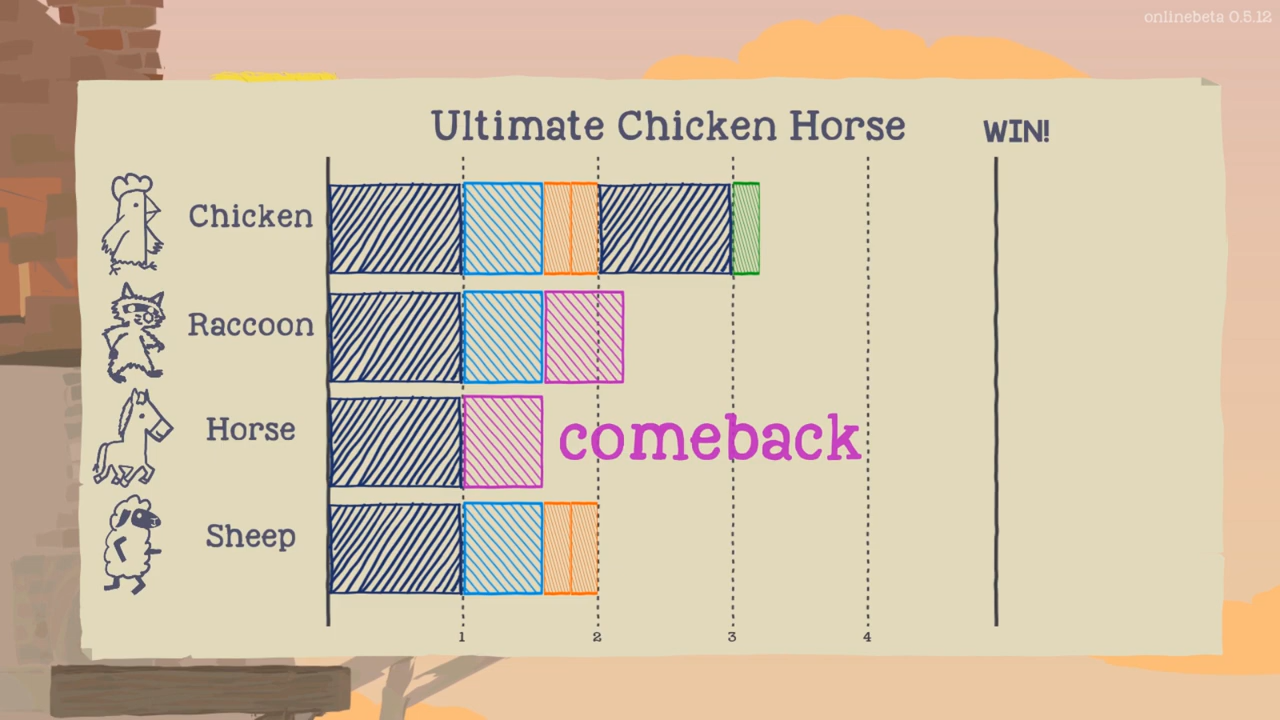 onlinebeta 0.5.12
Ultimate Chicken Horse
WIN!
Chicken
Raccoon
Horse
comeback
Sheep
1 2 3 4